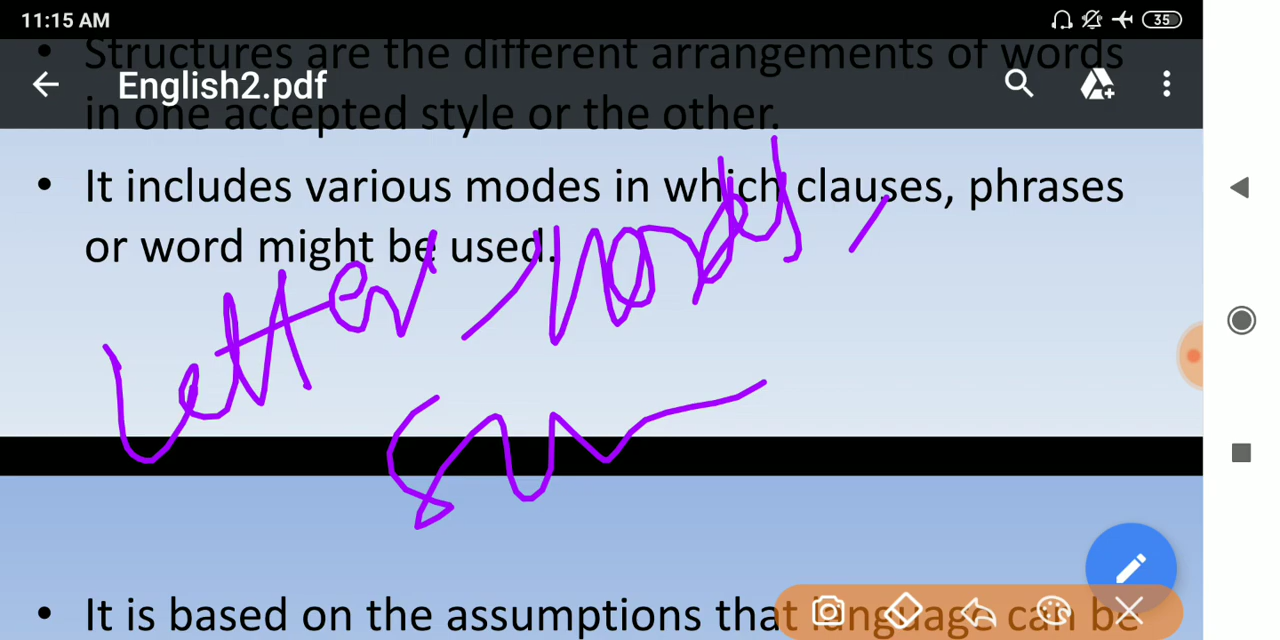 11:15 AM 35
Structures are the different arrangements of words
English2.pdf
in one accepted style or the other.
• It includes various modes in which clauses, phrases
or word might be used.
Letter, words,
• It is based on the assumptions that language can be